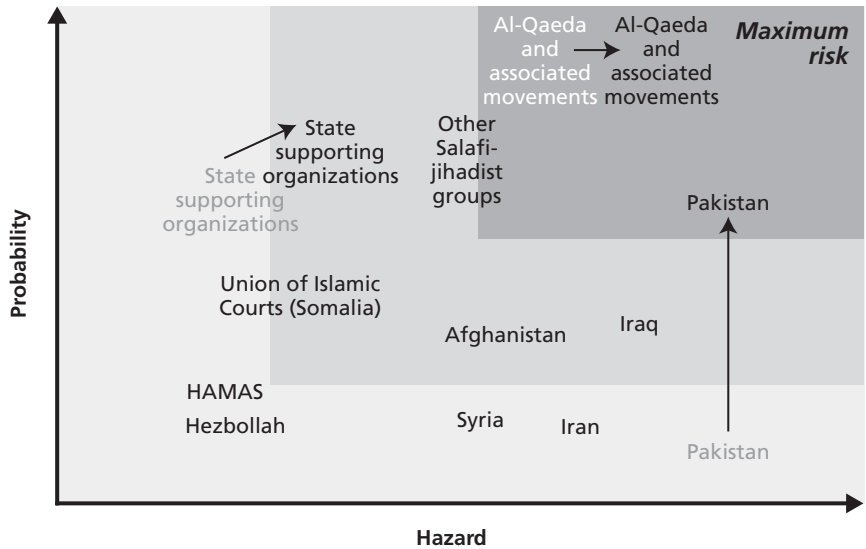 Al-Qaeda
and
associated
movements
Al-Qaeda
and
associated
movements
Maximum
risk
State
supporting
organizations
Other
Salafi-
jihadist
groups
State
supporting
organizations
Pakistan
Probability
Union of Islamic
Courts (Somalia)
Afghanistan
Iraq
HAMAS
Hezbollah
Syria
Iran
Pakistan
Hazard